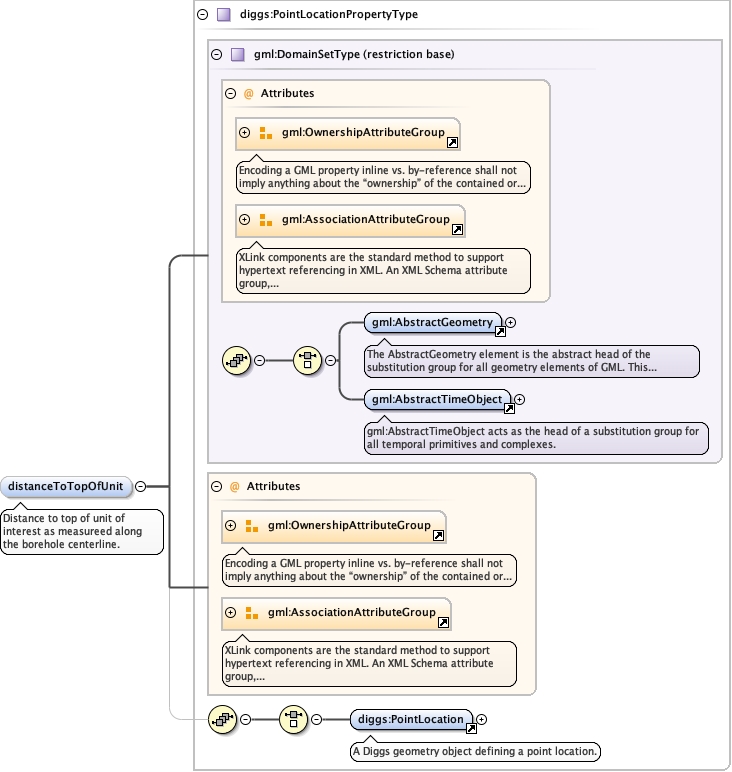 diggs:PointLocationPropertyType
gml:DomainSetType (restriction base)
@ Attributes
gml:OwnershipAttributeGroup
Encoding a GML property inline vs. by-reference shall not
imply anything about the “ownership” of the contained or...
gml:AssociationAttributeGroup
XLink components are the standard method to support
hypertext referencing in XML. An XML Schema attribute
group,...
gml:AbstractGeometry
The AbstractGeometry element is the abstract head of the
substitution group for all geometry elements of GML. This...
gml:AbstractTimeObject
gml:AbstractTimeObject acts as the head of a substitution group for
all temporal primitives and complexes.
distanceToTopOfUnit
Distance to top of unit of
interest as measureed along
the borehole centerline.
@ Attributes
gml:OwnershipAttributeGroup
Encoding a GML property inline vs. by-reference shall not
imply anything about the “ownership” of the contained or...
gml:AssociationAttributeGroup
XLink components are the standard method to support
hypertext referencing in XML. An XML Schema attribute
group,...
diggs:PointLocation
A Diggs geometry object defining a point location.